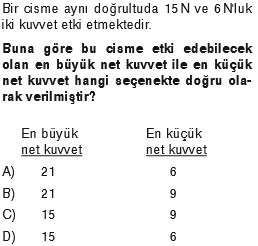 Bir cisme aynı doğrultuda 15 N ve 6 N'luk
iki kuvvet etki etmektedir.
Buna göre bu cisme etki edebilecek
olan en büyük net kuvvet ile en küçük
net kuvvet hangi seçenekte doğru ola-
rak verilmiştir?
En büyük En küçük
net kuvvet net kuvvet
A) 21 6
B) 21 9
C) 15 9
D) 15 6